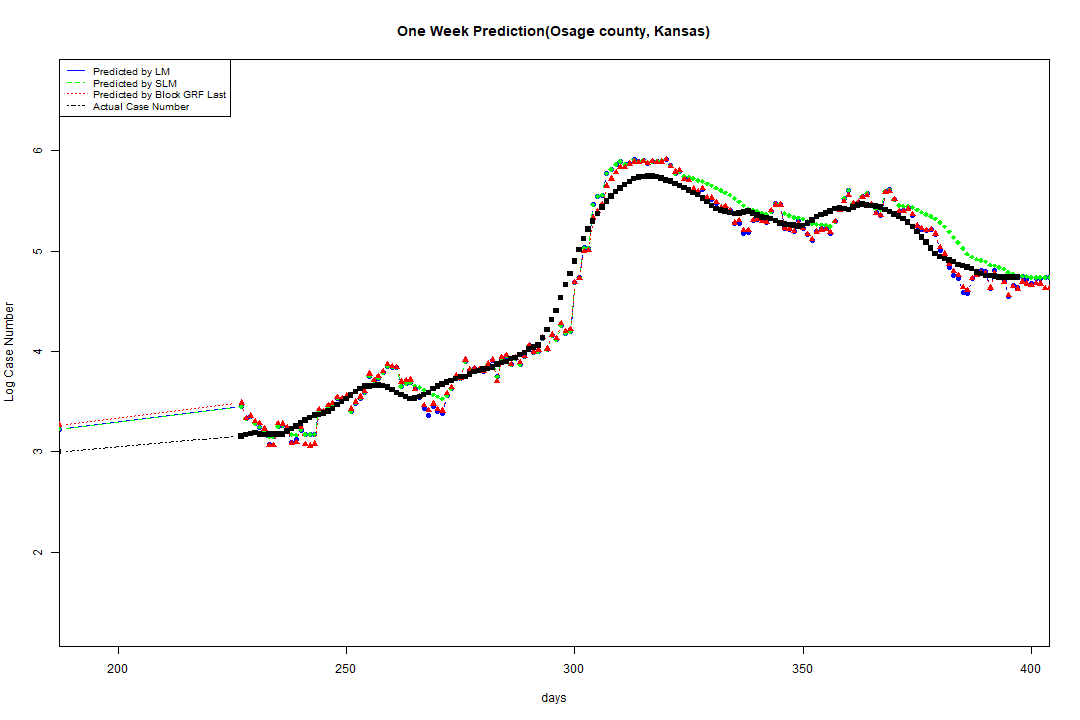 One Week Prediction(Osage county, Kansas)
Predicted by LM
Predicted by SLM
Predicted by Block GRF Last
Actual Case Number
6
5
4
3
2
Log Case Number
200 250 300 350 400
days